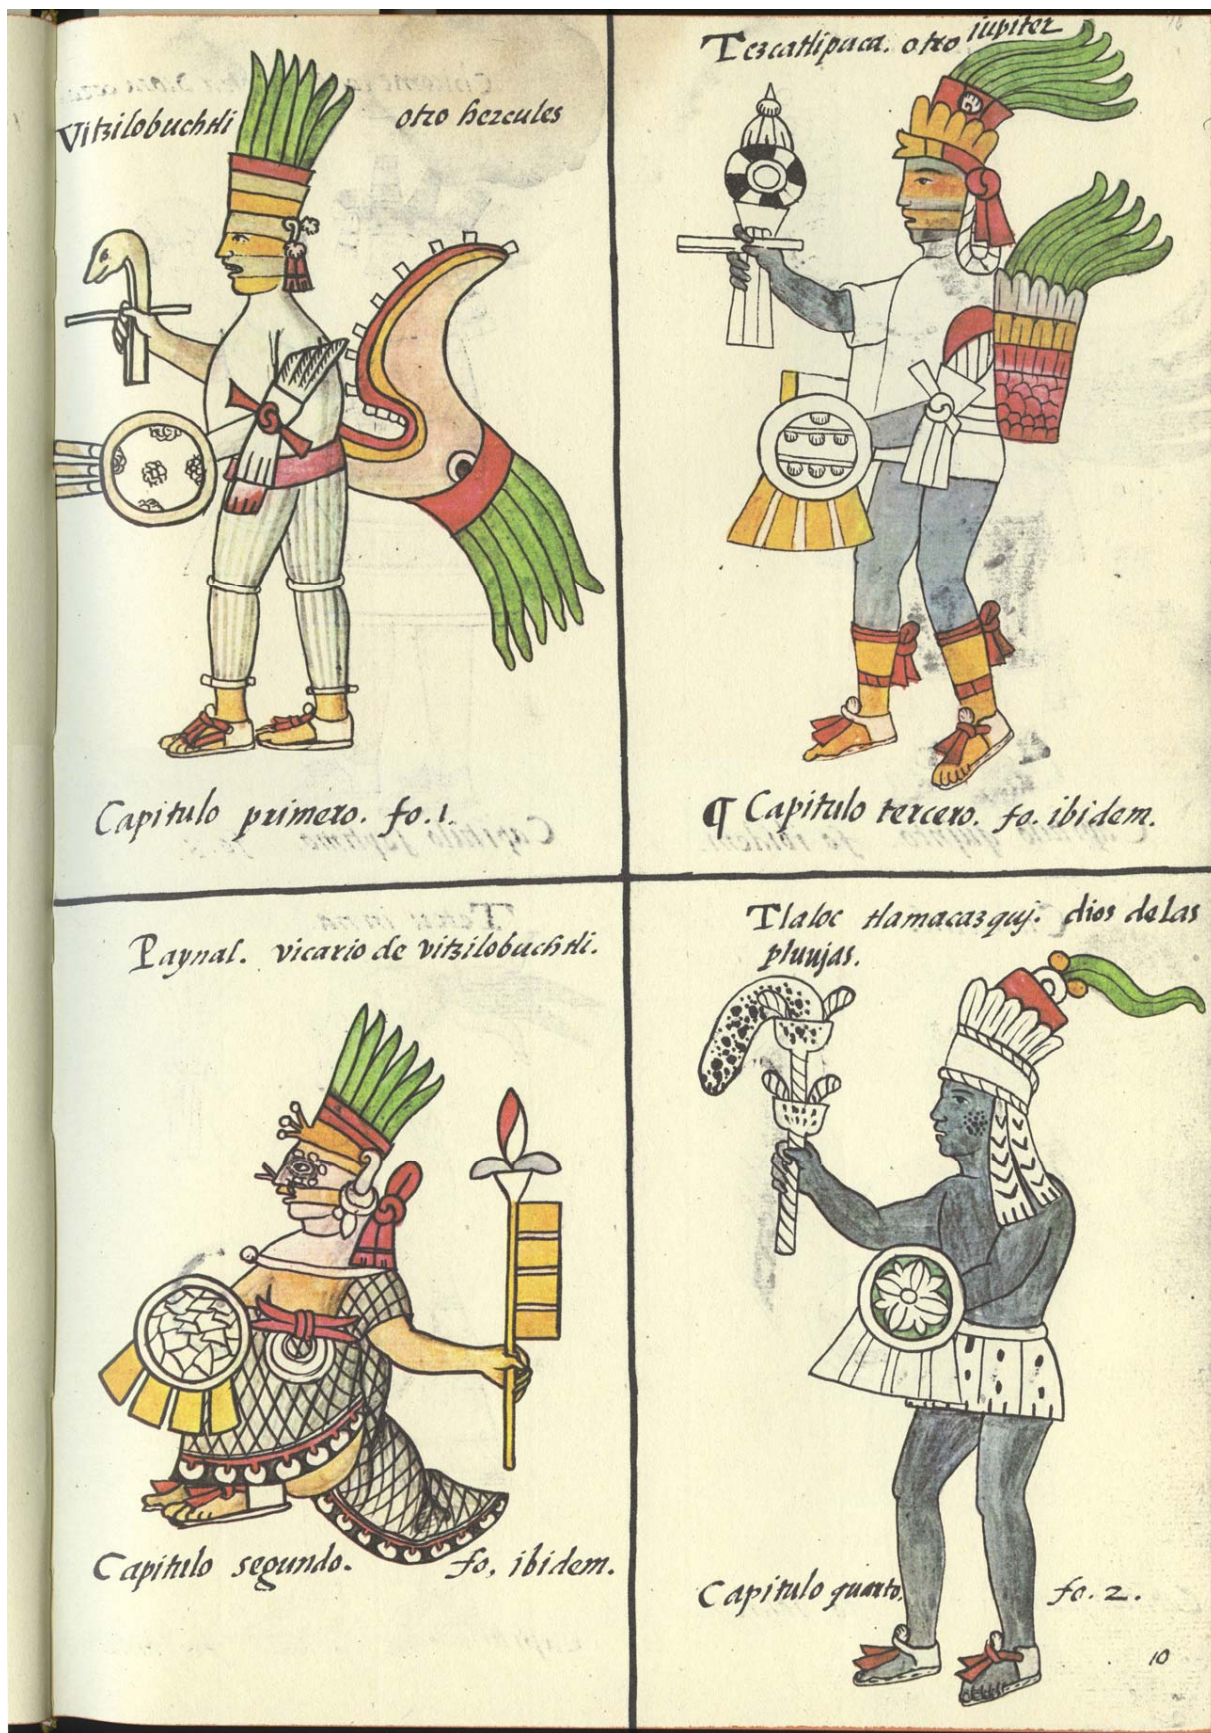 Vitzilobuchtli otro hercules
Capitulo primero. fo. 1.
Tezcatlipuca. otro jupiter
¶ Capitulo tercero. fo. ibidem.
Paynal. vicario de vitzilobuchtli.
Capitulo segundo. fo. ibidem.
Tlaloc tlamacazquj. dios de las
pluujas.
Capitulo quarto. fo. 2.
10